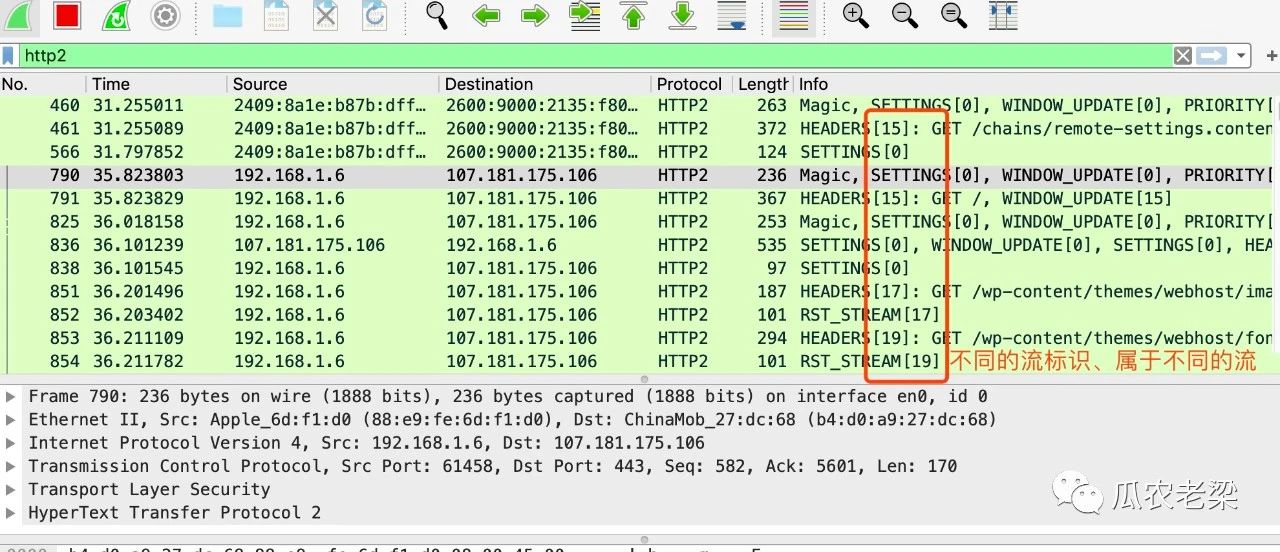 http2
No. Time Source Destination Protocol Length Info
460 31.255011 2409:8a1e:b87b:dff… 2600:9000:2135:f80… HTTP2 263 Magic, SETTINGS[0], WINDOW_UPDATE[0], PRIORITY[
461 31.255089 2409:8a1e:b87b:dff… 2600:9000:2135:f80… HTTP2 372 HEADERS[15]: GET /chains/remote-settings.conten
566 31.797852 2409:8a1e:b87b:dff… 2600:9000:2135:f80… HTTP2 124 SETTINGS[0]
790 35.823803 192.168.1.6 107.181.175.106 HTTP2 236 Magic, SETTINGS[0], WINDOW_UPDATE[0], PRIORITY[
791 35.823829 192.168.1.6 107.181.175.106 HTTP2 367 HEADERS[15]: GET /, WINDOW_UPDATE[15]
825 36.018158 192.168.1.6 107.181.175.106 HTTP2 253 Magic, SETTINGS[0], WINDOW_UPDATE[0], PRIORITY[
836 36.101239 107.181.175.106 192.168.1.6 HTTP2 535 SETTINGS[0], WINDOW_UPDATE[0], SETTINGS[0], HEA
838 36.101545 192.168.1.6 107.181.175.106 HTTP2 97 SETTINGS[0]
851 36.201496 192.168.1.6 107.181.175.106 HTTP2 187 HEADERS[17]: GET /wp-content/themes/webhost/ima
852 36.203402 192.168.1.6 107.181.175.106 HTTP2 101 RST_STREAM[17]
853 36.211109 192.168.1.6 107.181.175.106 HTTP2 294 HEADERS[19]: GET /wp-content/themes/webhost/fon
854 36.211782 192.168.1.6 107.181.175.106 HTTP2 101 RST_STREAM[19] 不同的流标识、属于不同的流
Frame 790: 236 bytes on wire (1888 bits), 236 bytes captured (1888 bits) on interface en0, id 0
Ethernet II, Src: Apple_6d:f1:d0 (88:e9:fe:6d:f1:d0), Dst: ChinaMob_27:dc:68 (b4:d0:a9:27:dc:68)
Internet Protocol Version 4, Src: 192.168.1.6, Dst: 107.181.175.106
Transmission Control Protocol, Src Port: 61458, Dst Port: 443, Seq: 582, Ack: 5601, Len: 170
Transport Layer Security
HyperText Transfer Protocol 2
瓜农老梁